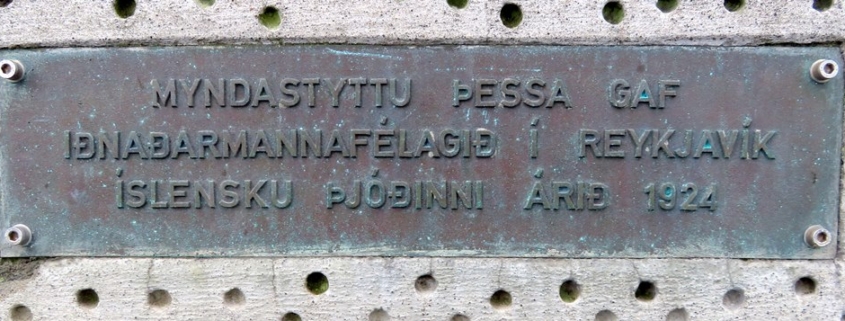 MYNDASTYTTU ÞESSA GAF
IÐNAÐARMANNAFÉLAGIÐ Í REYKJAVÍK
ÍSLENSKU ÞJÓÐINNI ÁRIÐ 1924